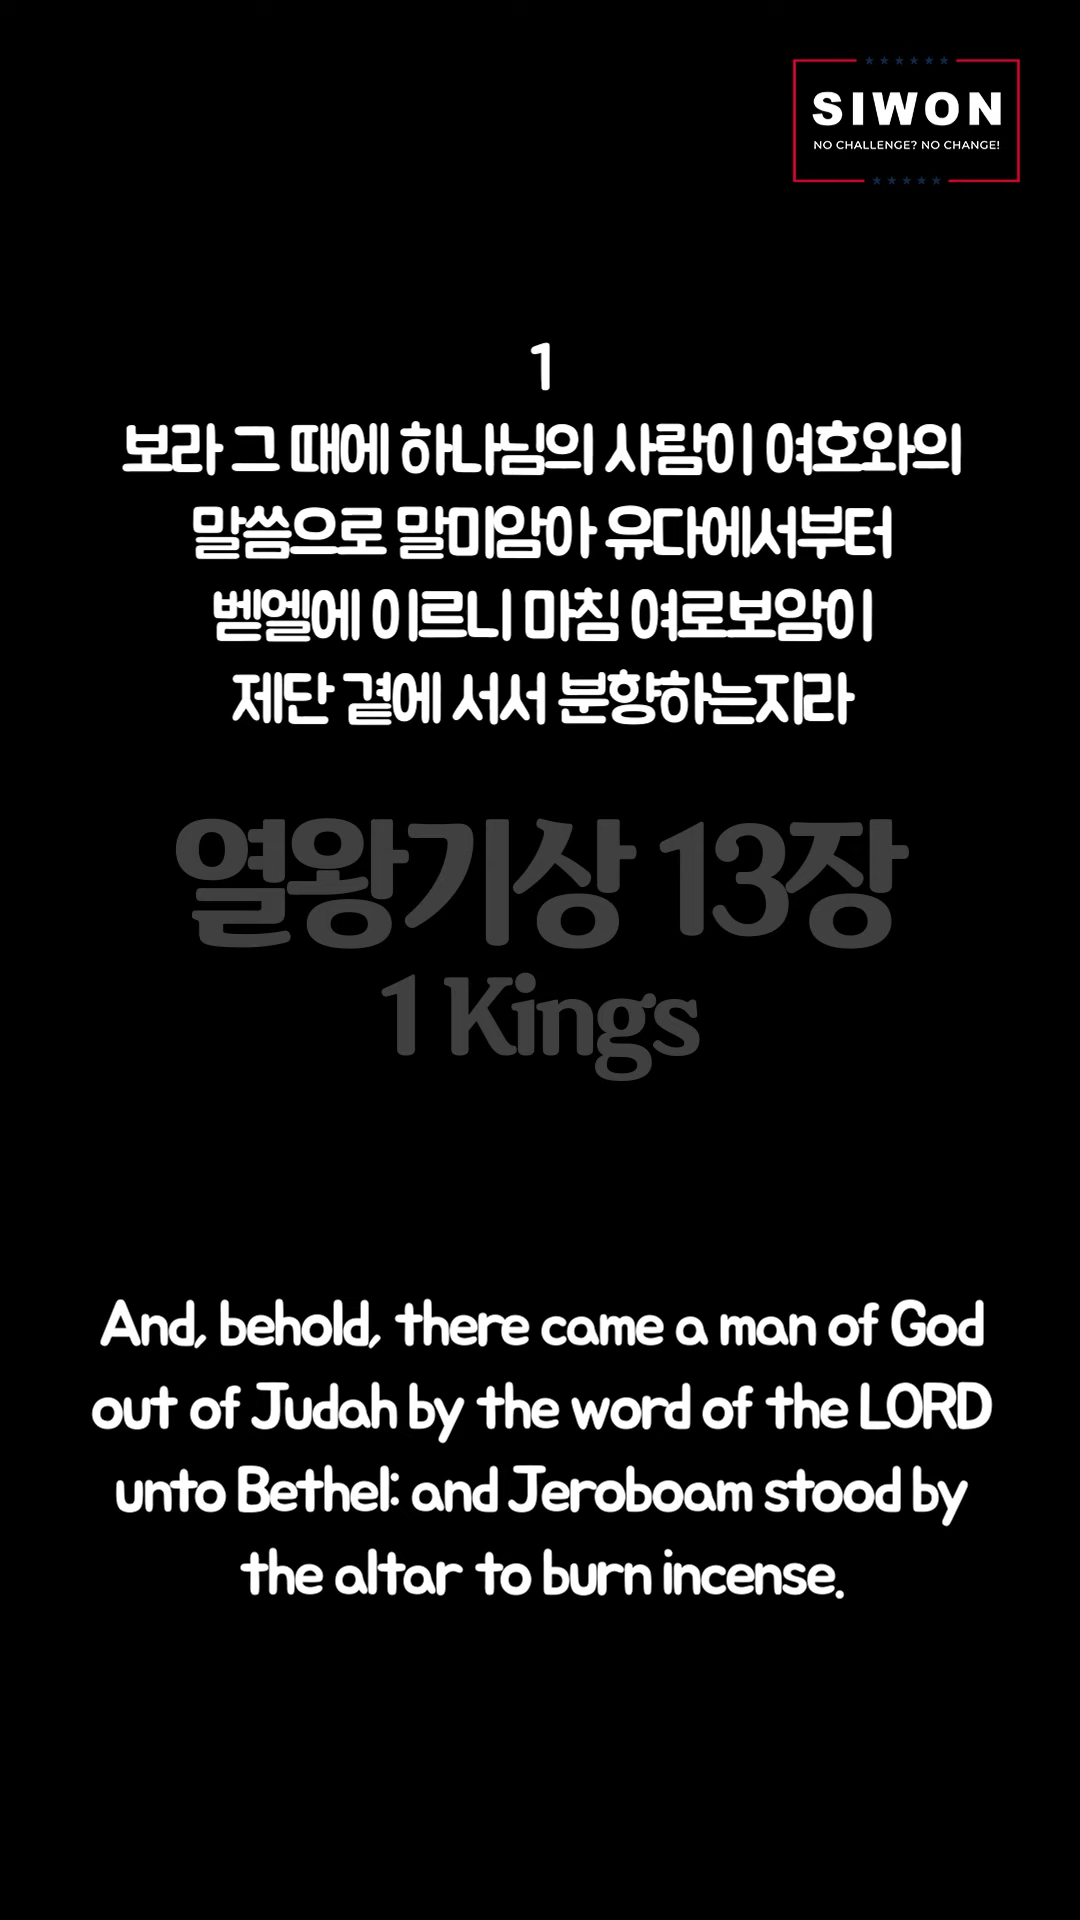 SIWON
NO CHALLENGE? NO CHANGE!
1
보라 그 때에 하나님의 사람이 여호와의
말씀으로 말미암아 유다에서부터
벧엘에 이르니 마침 여로보암이
제단 곁에 서서 분향하는지라
열왕기상 13장
1 Kings
And, behold, there came a man of God
out of Judah by the word of the LORD
unto Bethel: and Jeroboam stood by
the altar to burn incense.